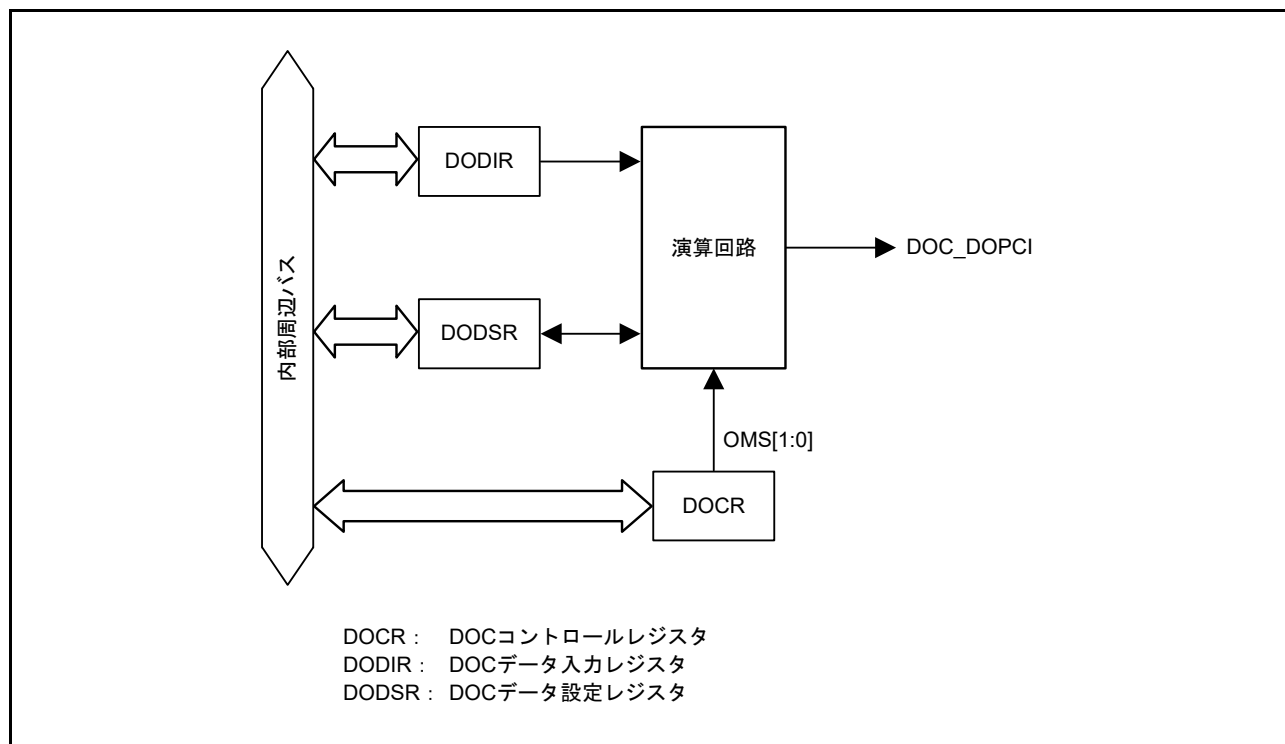 DODIR
演算回路
DOC_DOPCI
内部周辺バス
DODSR
OMS[1:0]
DOCR
DOCR： DOCコントロールレジスタ
DODIR： DOCデータ入力レジスタ
DODSR： DOCデータ設定レジスタ